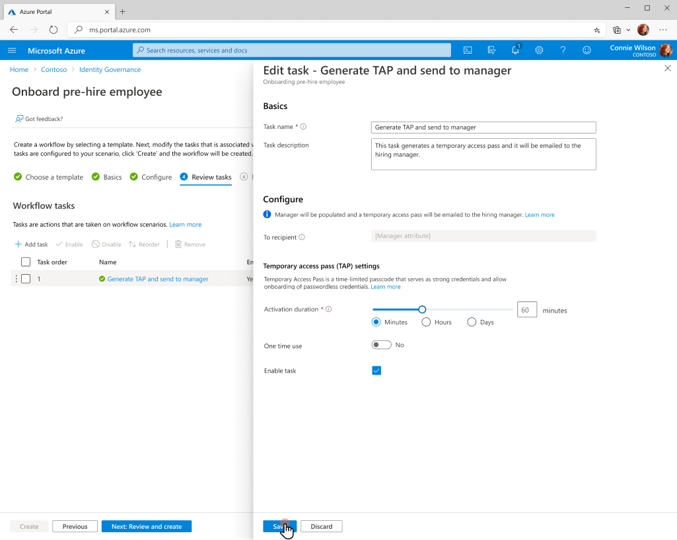 Azure Portal
ms.portal.azure.com
Microsoft Azure
Search resources, services and docs
1
Connie Wilson
CONTOSO
Home > Contoso > Identity Governance
Onboard pre-hire employee
Got feedback?
Create a workflow by selecting a template. Next, modify the tasks that is associated
tasks are configured to your scenario, click 'Create' and the workflow will be created.
Choose a template
Basics
Configure
4 Review tasks
Workflow tasks
Tasks are actions that are taken on workflow scenarios. Learn more
Add task
Enable
Disable
Reorder
Remove
Task order
Name
En
1
Generate TAP and send to manager
Ye
Create
Previous
Next: Review and create
Edit task - Generate TAP and send to manager
Onboarding pre-hire employee
Basics
Task name *
Generate TAP and send to manager
Task description
This task generates a temporary access pass and it will be emailed to the
hiring manager.
Configure
Manager will be populated and a temporary access pass will be emailed to the hiring manager. Learn more
To recipient
[Manager attribute]
Temporary access pass (TAP) settings
Temporary Access Pass is a time-limited passcode that serves as strong credentials and allow
onboarding of passwordless credentials. Learn more
Activation duration *
60 minutes
Minutes
Hours
Days
One time use
No
Enable task
Discard